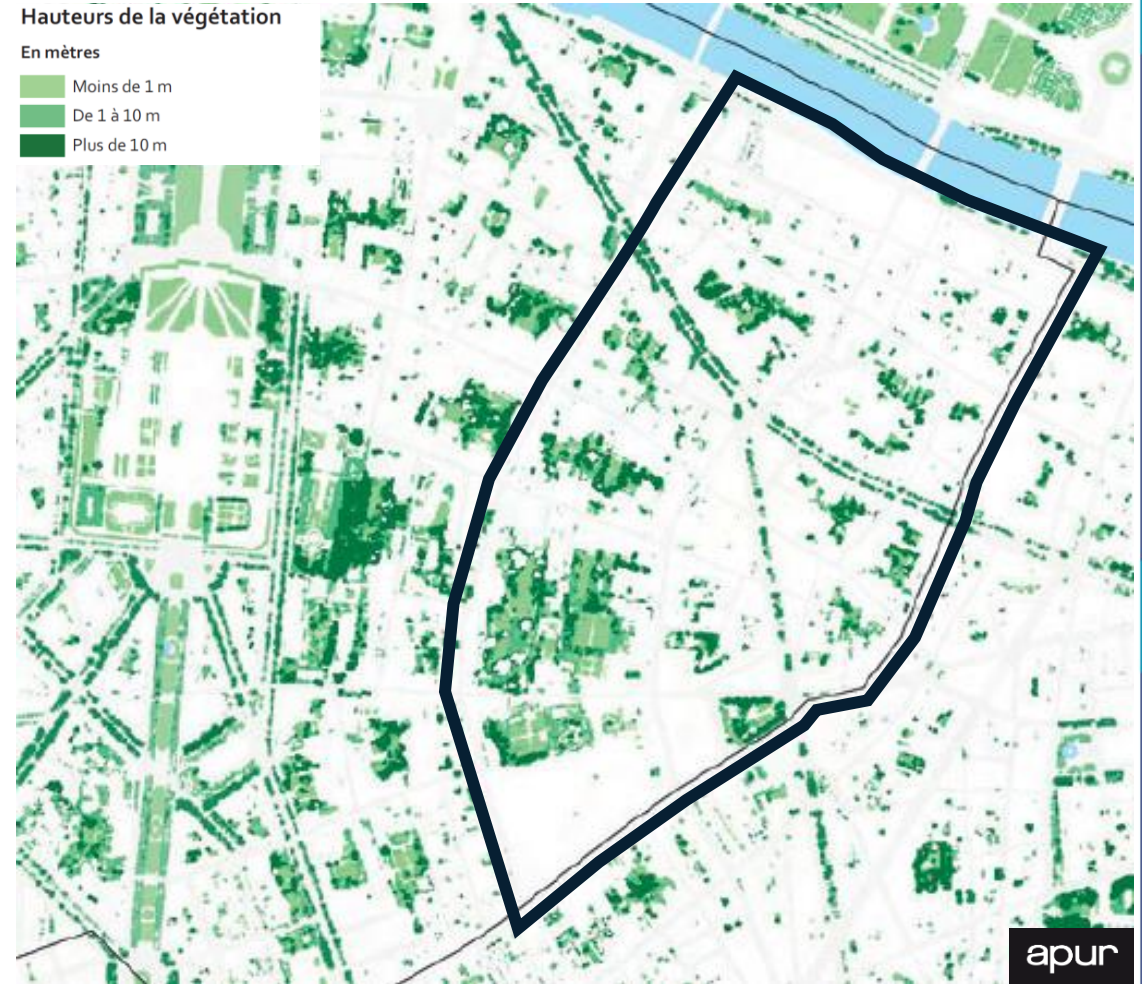 Hauteurs de la végétation
En mètres
Moins de 1 m
De 1 à 10 m
Plus de 10 m
apur